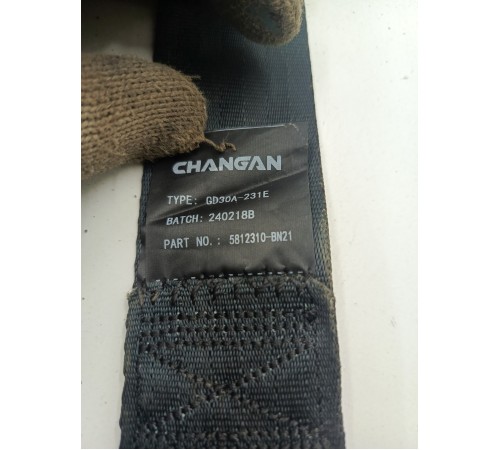 CHANGAN
TYPE: GD30A-231E
BATCH: 240218B
PART NO.: 5812310-BN21